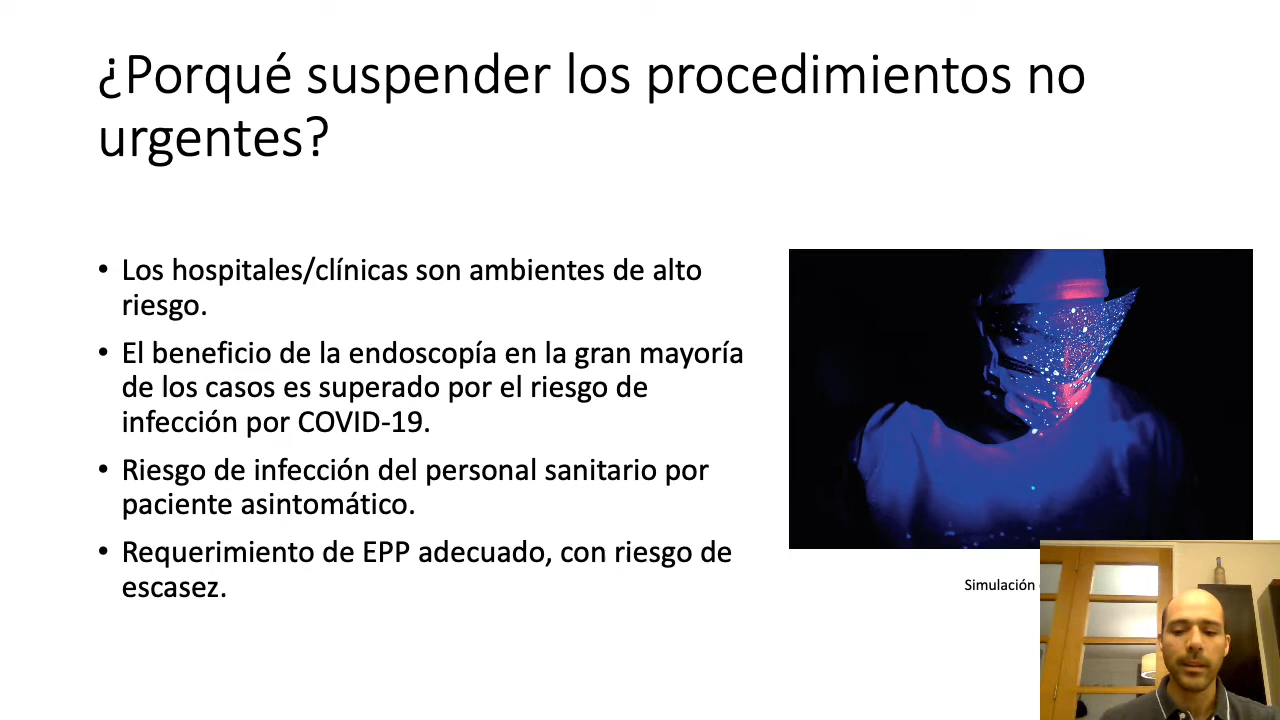 ¿Porqué suspender los procedimientos no
urgentes?
• Los hospitales/clínicas son ambientes de alto
riesgo.
• El beneficio de la endoscopía en la gran mayoría
de los casos es superado por el riesgo de
infección por COVID-19.
• Riesgo de infección del personal sanitario por
paciente asintomático.
• Requerimiento de EPP adecuado, con riesgo de
escasez.
Simulación